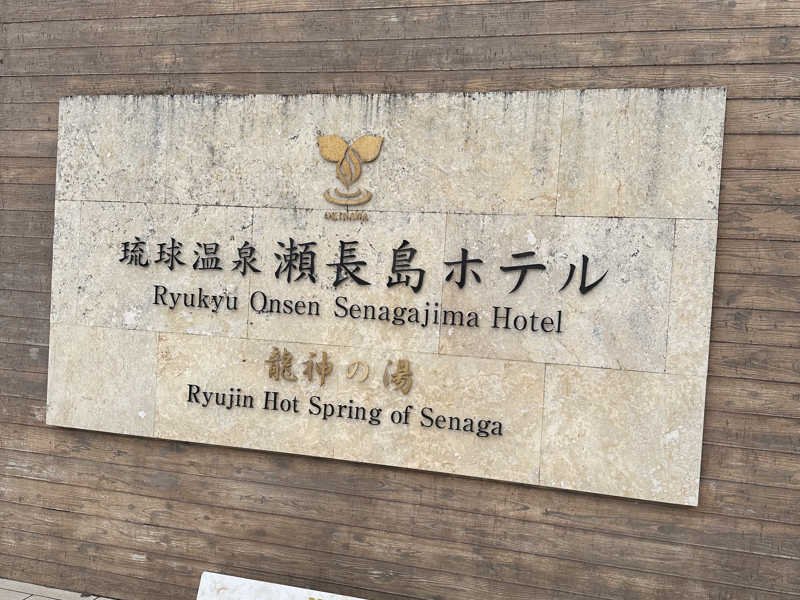 OKINAWA
琉球温泉瀬長島ホテル
Ryukyu Onsen Senagajima Hotel
龍神の湯
Ryujin Hot Spring of Senaga